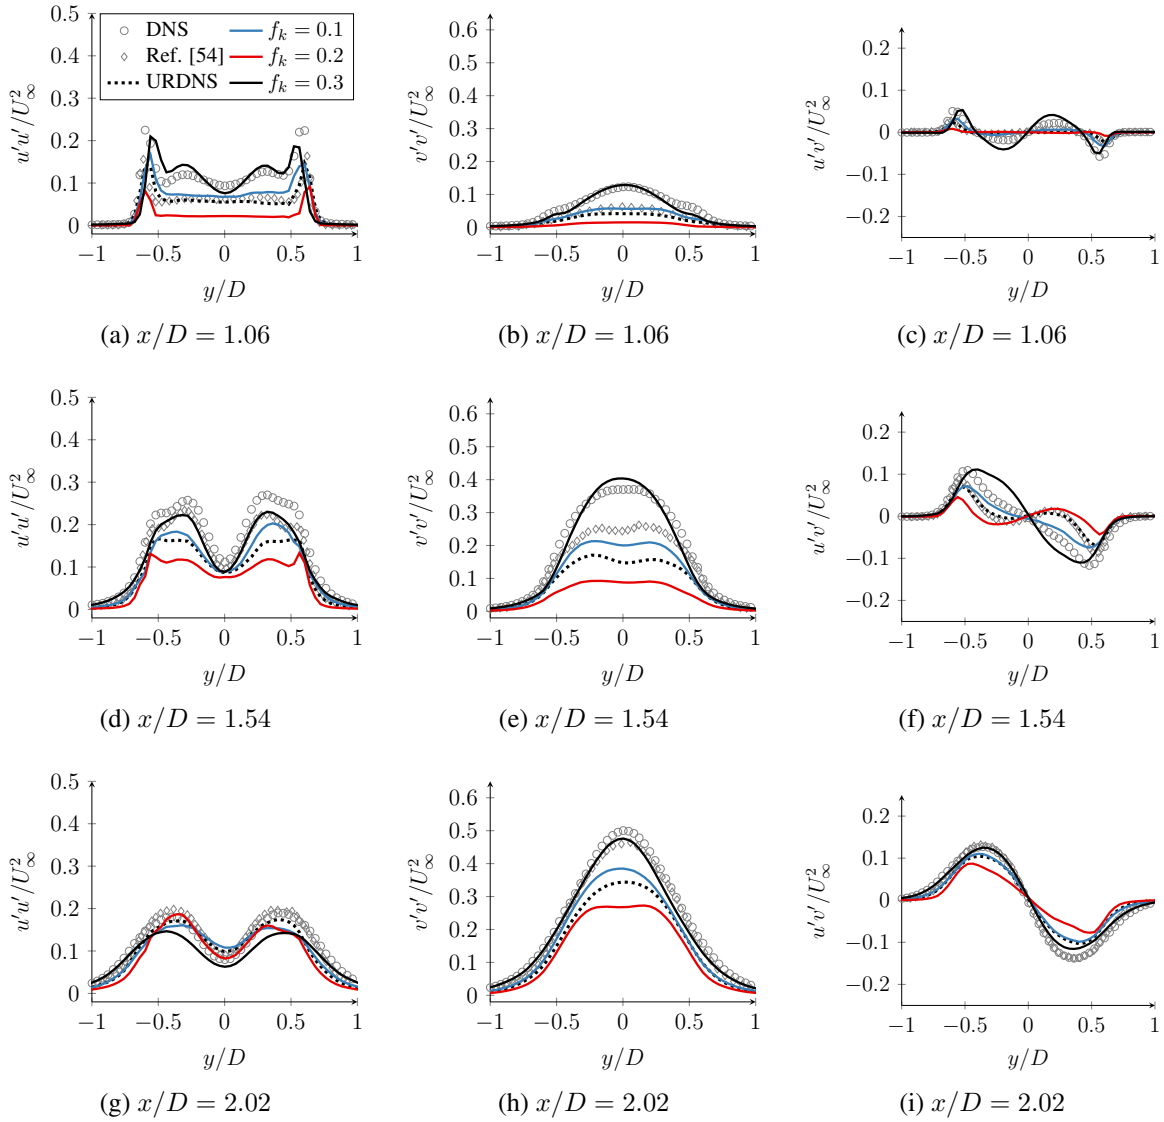 0.5
0.4
0.3
0.2
0.1
0
−1 −0.5 0 0.5 1
u′u′/U²∞
y/D
DNS f_k = 0.1
Ref. [54] f_k = 0.2
URDNS f_k = 0.3
(a) x/D = 1.06
0.6
0.5
0.4
0.3
0.2
0.1
0
−1 −0.5 0 0.5 1
v′v′/U²∞
y/D
(b) x/D = 1.06
0.2
0.1
0
−0.1
−0.2
−1 −0.5 0 0.5 1
u′v′/U²∞
y/D
(c) x/D = 1.06
0.5
0.4
0.3
0.2
0.1
0
−1 −0.5 0 0.5 1
u′u′/U²∞
y/D
(d) x/D = 1.54
0.6
0.5
0.4
0.3
0.2
0.1
0
−1 −0.5 0 0.5 1
v′v′/U²∞
y/D
(e) x/D = 1.54
0.2
0.1
0
−0.1
−0.2
−1 −0.5 0 0.5 1
u′v′/U²∞
y/D
(f) x/D = 1.54
0.5
0.4
0.3
0.2
0.1
0
−1 −0.5 0 0.5 1
u′u′/U²∞
y/D
(g) x/D = 2.02
0.6
0.5
0.4
0.3
0.2
0.1
0
−1 −0.5 0 0.5 1
v′v′/U²∞
y/D
(h) x/D = 2.02
0.2
0.1
0
−0.1
−0.2
−1 −0.5 0 0.5 1
u′v′/U²∞
y/D
(i) x/D = 2.02